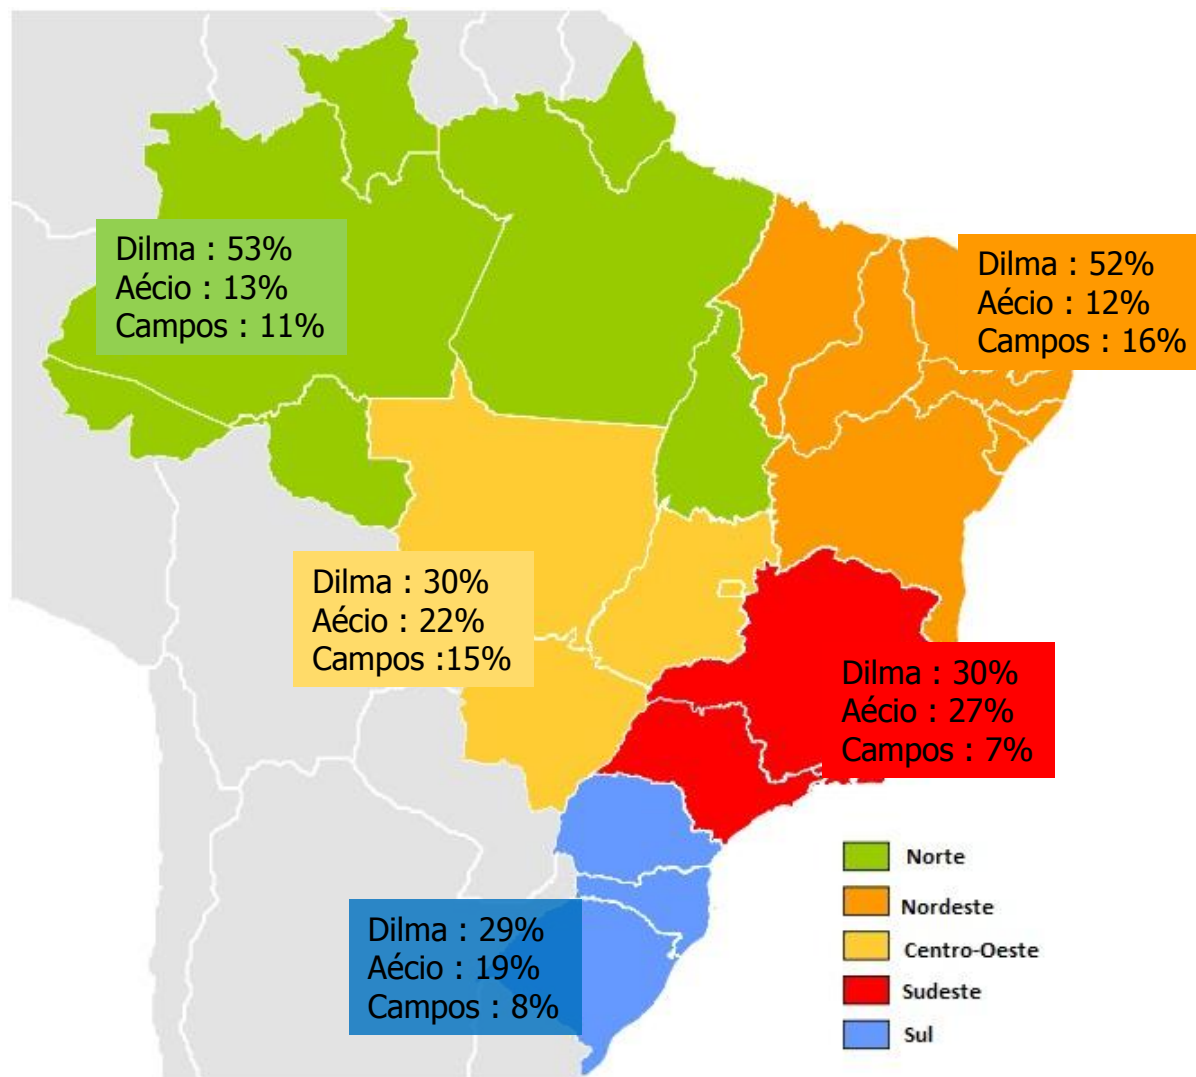 Dilma : 53%
Aécio : 13%
Campos : 11%
Dilma : 52%
Aécio : 12%
Campos : 16%
Dilma : 30%
Aécio : 22%
Campos :15%
Dilma : 30%
Aécio : 27%
Campos : 7%
Dilma : 29%
Aécio : 19%
Campos : 8%
Norte
Nordeste
Centro-Oeste
Sudeste
Sul